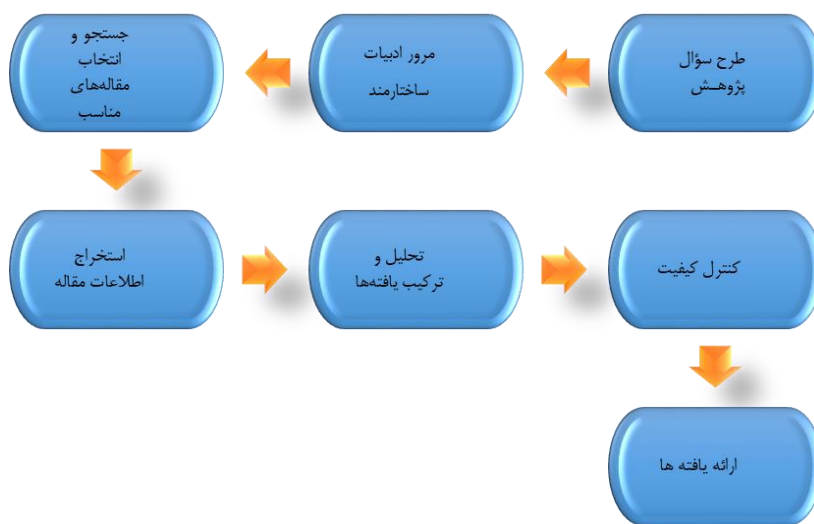 طرح سؤال
پژوهــش
مرور ادبیات
ساختارمند
جستجو و
انتخاب
مقاله‌های
مناسب
استخراج
اطلاعات مقاله
تحلیل و
ترکیب یافته‌ها
کنترل کیفیت
ارائه یافته ها